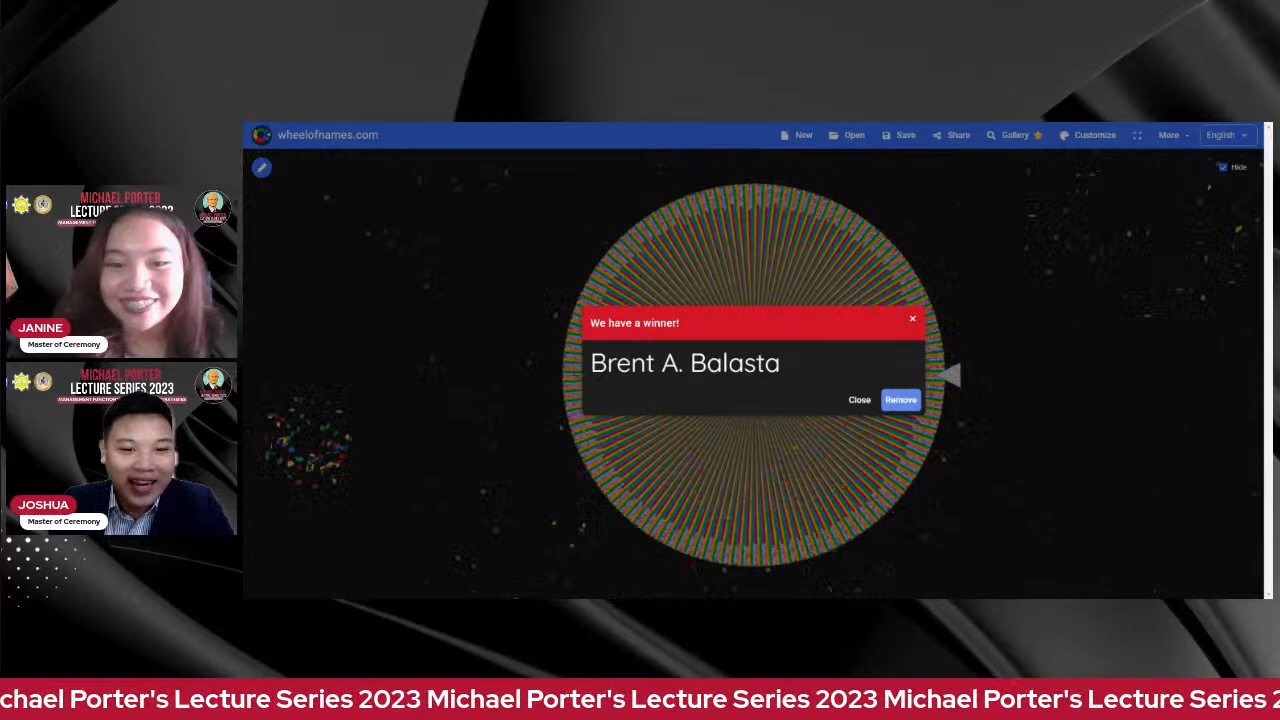 wheelofnames.com
New
Open
Save
Share
Gallery
Customize
More
English
Hide
MICHAEL PORTER
JANINE
Master of Ceremony
MICHAEL PORTER
LECTURE SERIES 2023
JOSHUA
Master of Ceremony
We have a winner!
×
Brent A. Balasta
Close
Remove
chael Porter's Lecture Series 2023 Michael Porter's Lecture Series 2023 Michael Porter's Lecture Series 2